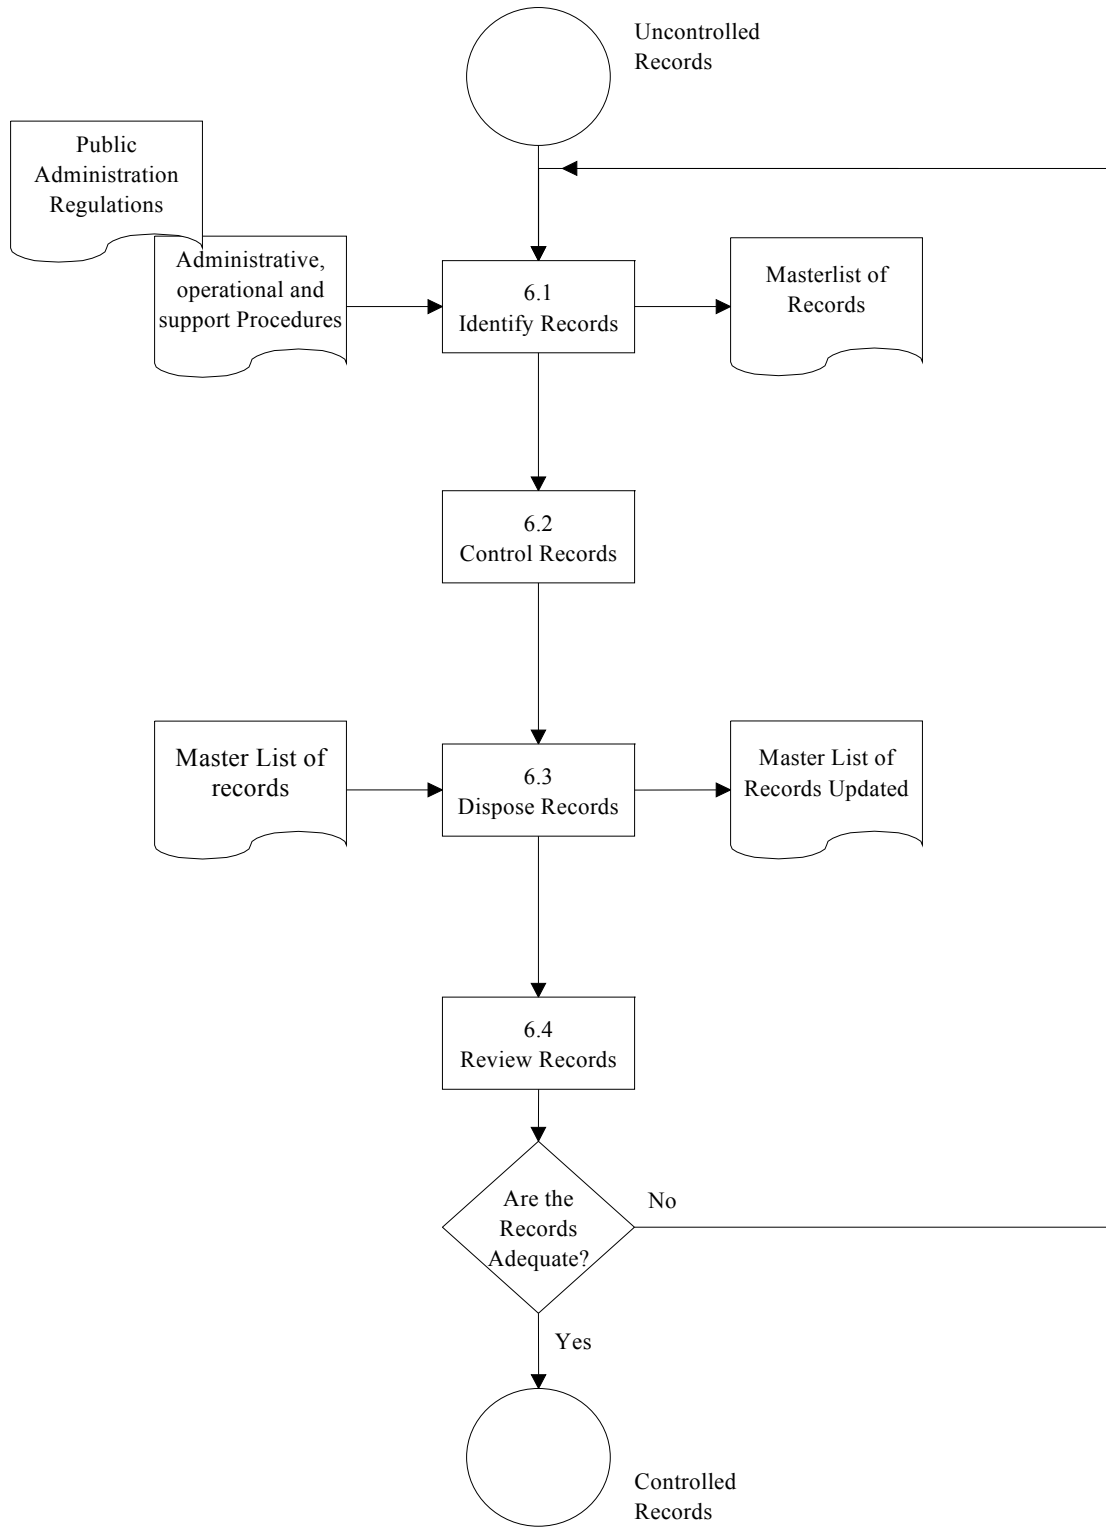 Uncontrolled
Records
Public
Administration
Regulations
Administrative,
operational and
support Procedures
6.1
Identify Records
Masterlist of
Records
6.2
Control Records
Master List of
records
6.3
Dispose Records
Master List of
Records Updated
6.4
Review Records
Are the
Records
Adequate?
No
Yes
Controlled
Records